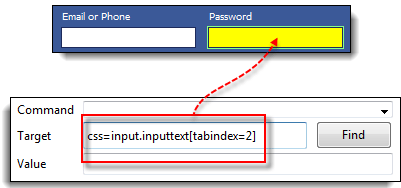 Email or Phone Password
Command
Target css=input.inputtext[tabindex=2] Find
Value